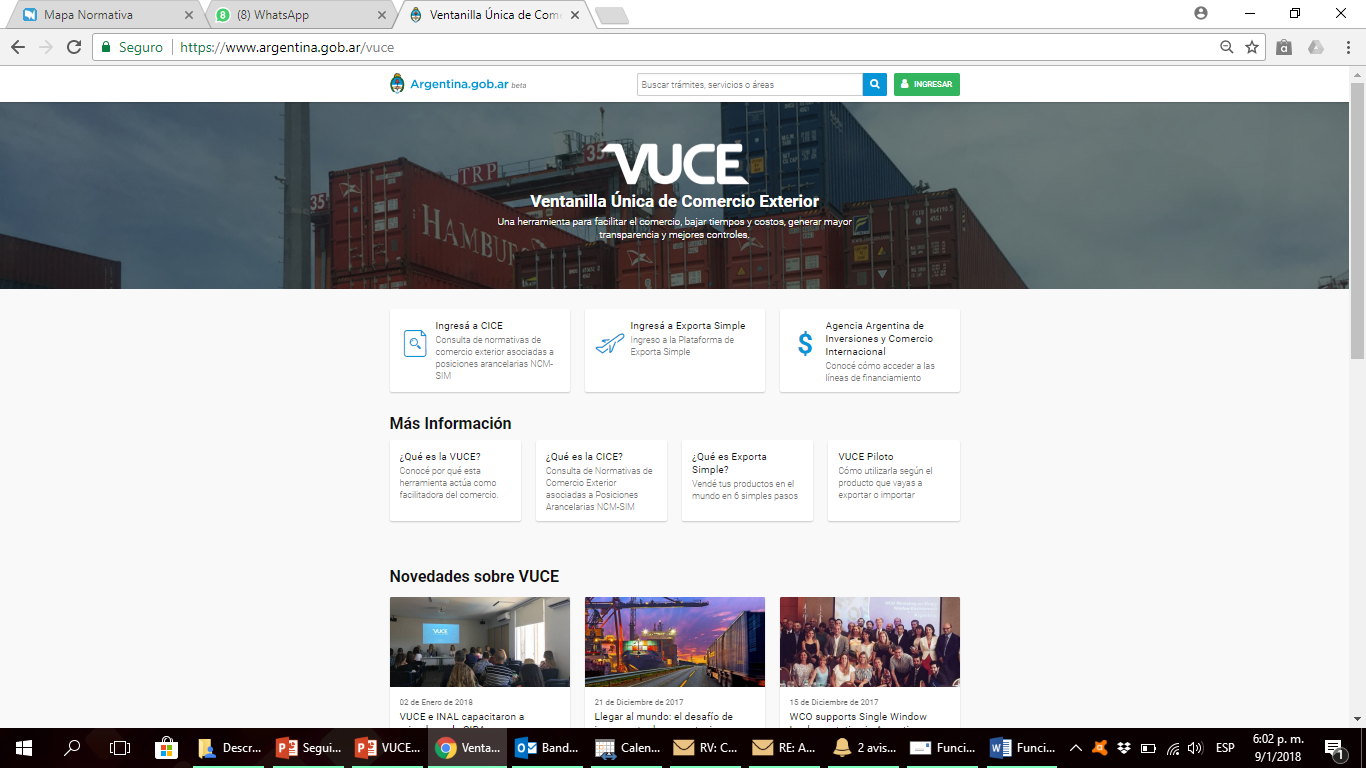 Mapa Normativa
(8) WhatsApp
Ventanilla Única de Com
Seguro
https://www.argentina.gob.ar/vuce
Argentina.gob.ar beta
Buscar trámites, servicios o áreas
INGRESAR
35
TRP
35
HAMBU
VUCE
Ventanilla Única de Comercio Exterior
Una herramienta para facilitar el comercio, bajar tiempos y costos, generar mayor
transparencia y mejores controles.
Ingresá a CICE
Consulta de normativas de
comercio exterior asociadas a
posiciones arancelarias NCM-
SIM
Ingresá a Exporta Simple
Ingreso a la Plataforma de
Exporta Simple
$
Agencia Argentina de
Inversiones y Comercio
Internacional
Conocé cómo acceder a las
líneas de financiamiento
Más Información
¿Qué es la VUCE?
Conocé por qué esta
herramienta actúa como
facilitadora del comercio.
¿Qué es la CICE?
Consulta de Normativas de
Comercio Exterior
asociadas a Posiciones
Arancelarias NCM-SIM
¿Qué es Exporta
Simple?
Vendé tus productos en el
mundo en 6 simples pasos
VUCE Piloto
Cómo utilizarla según el
producto que vayas a
exportar o importar
Novedades sobre VUCE
VUCE
02 de Enero de 2018
VUCE e INAL capacitaron a
21 de Diciembre de 2017
Llegar al mundo: el desafío de
15 de Diciembre de 2017
WCO supports Single Window
Descr...
Segui...
VUCE...
Venta...
Band...
Calen...
RV: C...
RE: A...
2 avis...
Funci...
Funci...
ESP
6:02 p. m.
9/1/2018
1